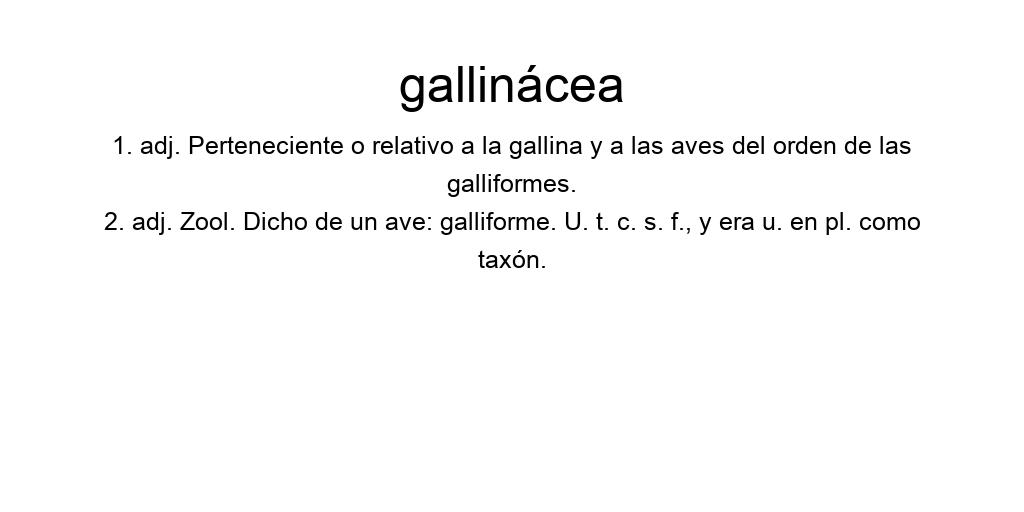 gallinácea
1. adj. Perteneciente o relativo a la gallina y a las aves del orden de las
galliformes.
2. adj. Zool. Dicho de un ave: galliforme. U. t. c. s. f., y era u. en pl. como
taxón.